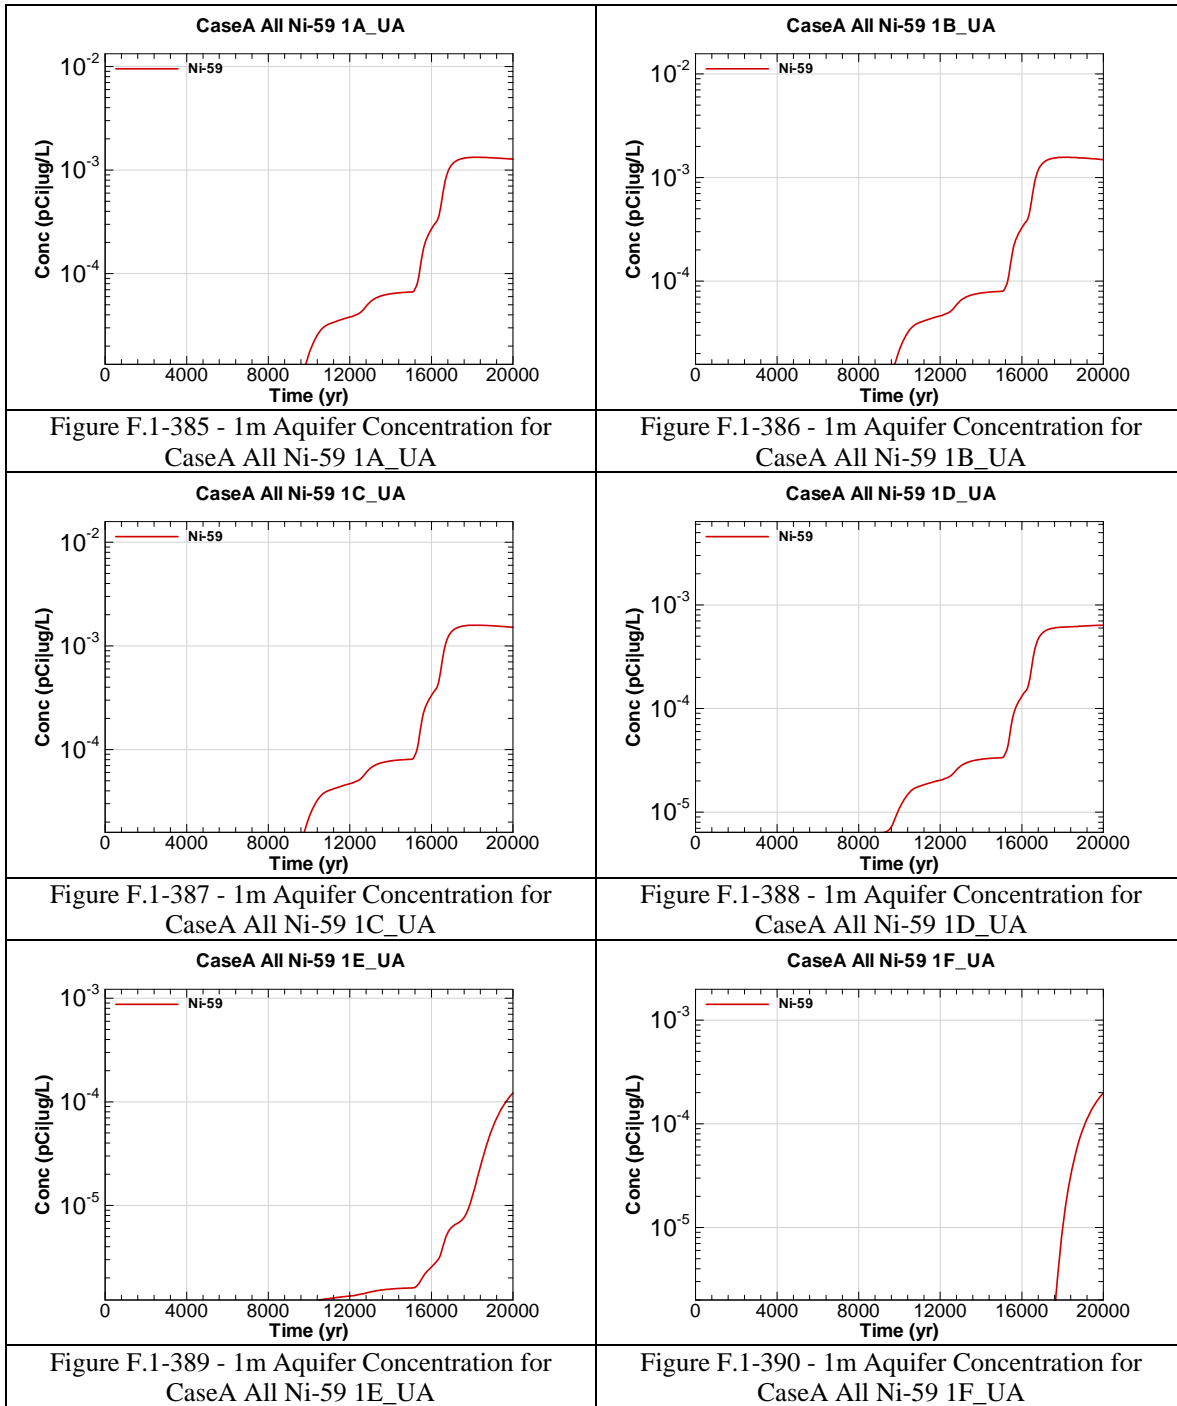 CaseA All Ni-59 1A_UA
Ni-59
10-2
10-3
10-4
Conc (pCi|ug/L)
0 4000 8000 12000 16000 20000
Time (yr)
Figure F.1-385 - 1m Aquifer Concentration for
CaseA All Ni-59 1A_UA
CaseA All Ni-59 1B_UA
Ni-59
10-2
10-3
10-4
Conc (pCi|ug/L)
0 4000 8000 12000 16000 20000
Time (yr)
Figure F.1-386 - 1m Aquifer Concentration for
CaseA All Ni-59 1B_UA
CaseA All Ni-59 1C_UA
Ni-59
10-2
10-3
10-4
Conc (pCi|ug/L)
0 4000 8000 12000 16000 20000
Time (yr)
Figure F.1-387 - 1m Aquifer Concentration for
CaseA All Ni-59 1C_UA
CaseA All Ni-59 1D_UA
Ni-59
10-3
10-4
10-5
Conc (pCi|ug/L)
0 4000 8000 12000 16000 20000
Time (yr)
Figure F.1-388 - 1m Aquifer Concentration for
CaseA All Ni-59 1D_UA
CaseA All Ni-59 1E_UA
Ni-59
10-3
10-4
10-5
Conc (pCi|ug/L)
0 4000 8000 12000 16000 20000
Time (yr)
Figure F.1-389 - 1m Aquifer Concentration for
CaseA All Ni-59 1E_UA
CaseA All Ni-59 1F_UA
Ni-59
10-3
10-4
10-5
Conc (pCi|ug/L)
0 4000 8000 12000 16000 20000
Time (yr)
Figure F.1-390 - 1m Aquifer Concentration for
CaseA All Ni-59 1F_UA